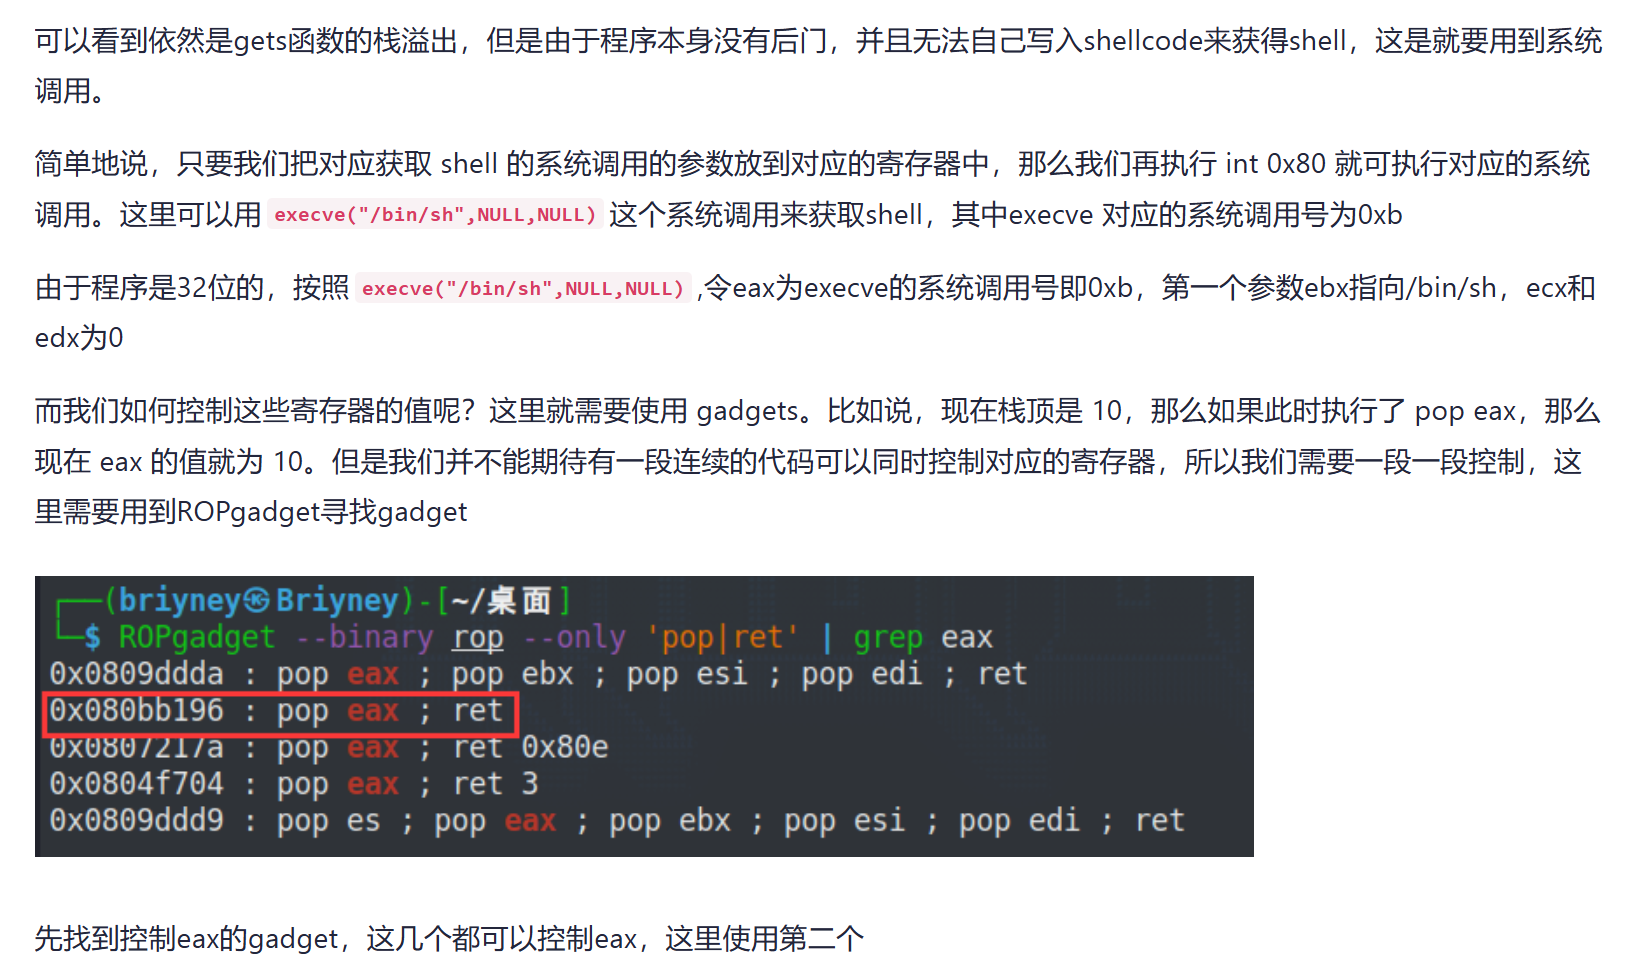 可以看到依然是gets函数的栈溢出，但是由于程序本身没有后门，并且无法自己写入shellcode来获得shell，这是就要用到系统
调用。
简单地说，只要我们把对应获取 shell 的系统调用的参数放到对应的寄存器中，那么我们再执行 int 0x80 就可执行对应的系统
调用。这里可以用 execve("/bin/sh",NULL,NULL) 这个系统调用来获取shell，其中execve 对应的系统调用号为0xb
由于程序是32位的，按照 execve("/bin/sh",NULL,NULL) ,令eax为execve的系统调用号即0xb，第一个参数ebx指向/bin/sh，ecx和
edx为0
而我们如何控制这些寄存器的值呢？这里就需要使用 gadgets。比如说，现在栈顶是 10，那么如果此时执行了 pop eax，那么
现在 eax 的值就为 10。但是我们并不能期待有一段连续的代码可以同时控制对应的寄存器，所以我们需要一段一段控制，这
里需要用到ROPgadget寻找gadget
┌──(briyney㉿Briyney)-[~/桌面]
└─$ ROPgadget --binary rop --only 'pop|ret' | grep eax
0x0809ddda : pop eax ; pop ebx ; pop esi ; pop edi ; ret
0x080bb196 : pop eax ; ret
0x0807217a : pop eax ; ret 0x80e
0x0804f704 : pop eax ; ret 3
0x0809ddd9 : pop es ; pop eax ; pop ebx ; pop esi ; pop edi ; ret
先找到控制eax的gadget，这几个都可以控制eax，这里使用第二个